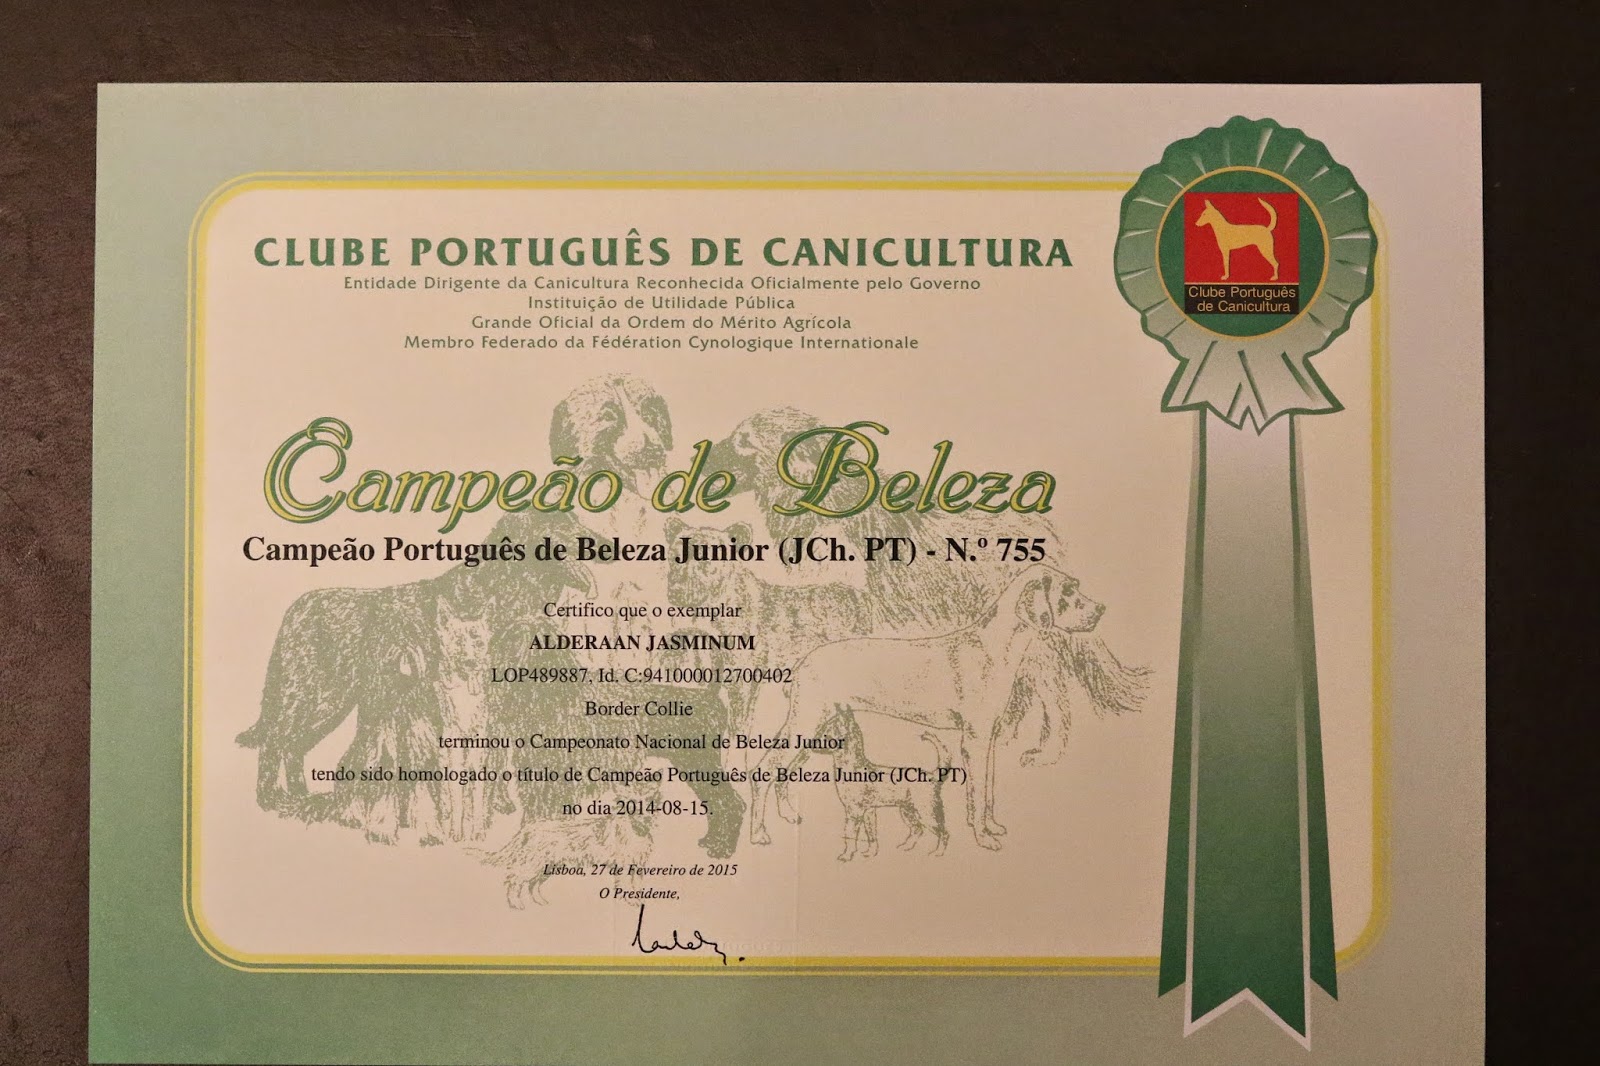 CLUBE PORTUGUÊS DE CANICULTURA
Entidade Dirigente da Canicultura Reconhecida Oficialmente pelo Governo
Instituição de Utilidade Pública
Grande Oficial da Ordem do Mérito Agrícola
Membro Federado da Fédération Cynologique Internationale
Clube Português
de Canicultura
Campeão de Beleza
Campeão Português de Beleza Junior (JCh. PT) - N.º 755
Certifico que o exemplar
ALDERAAN JASMINUM
LOP489887, Id. C:941000012700402
Border Collie
terminou o Campeonato Nacional de Beleza Junior
tendo sido homologado o título de Campeão Português de Beleza Junior (JCh. PT)
no dia 2014-08-15.
Lisboa, 27 de Fevereiro de 2015
O Presidente,